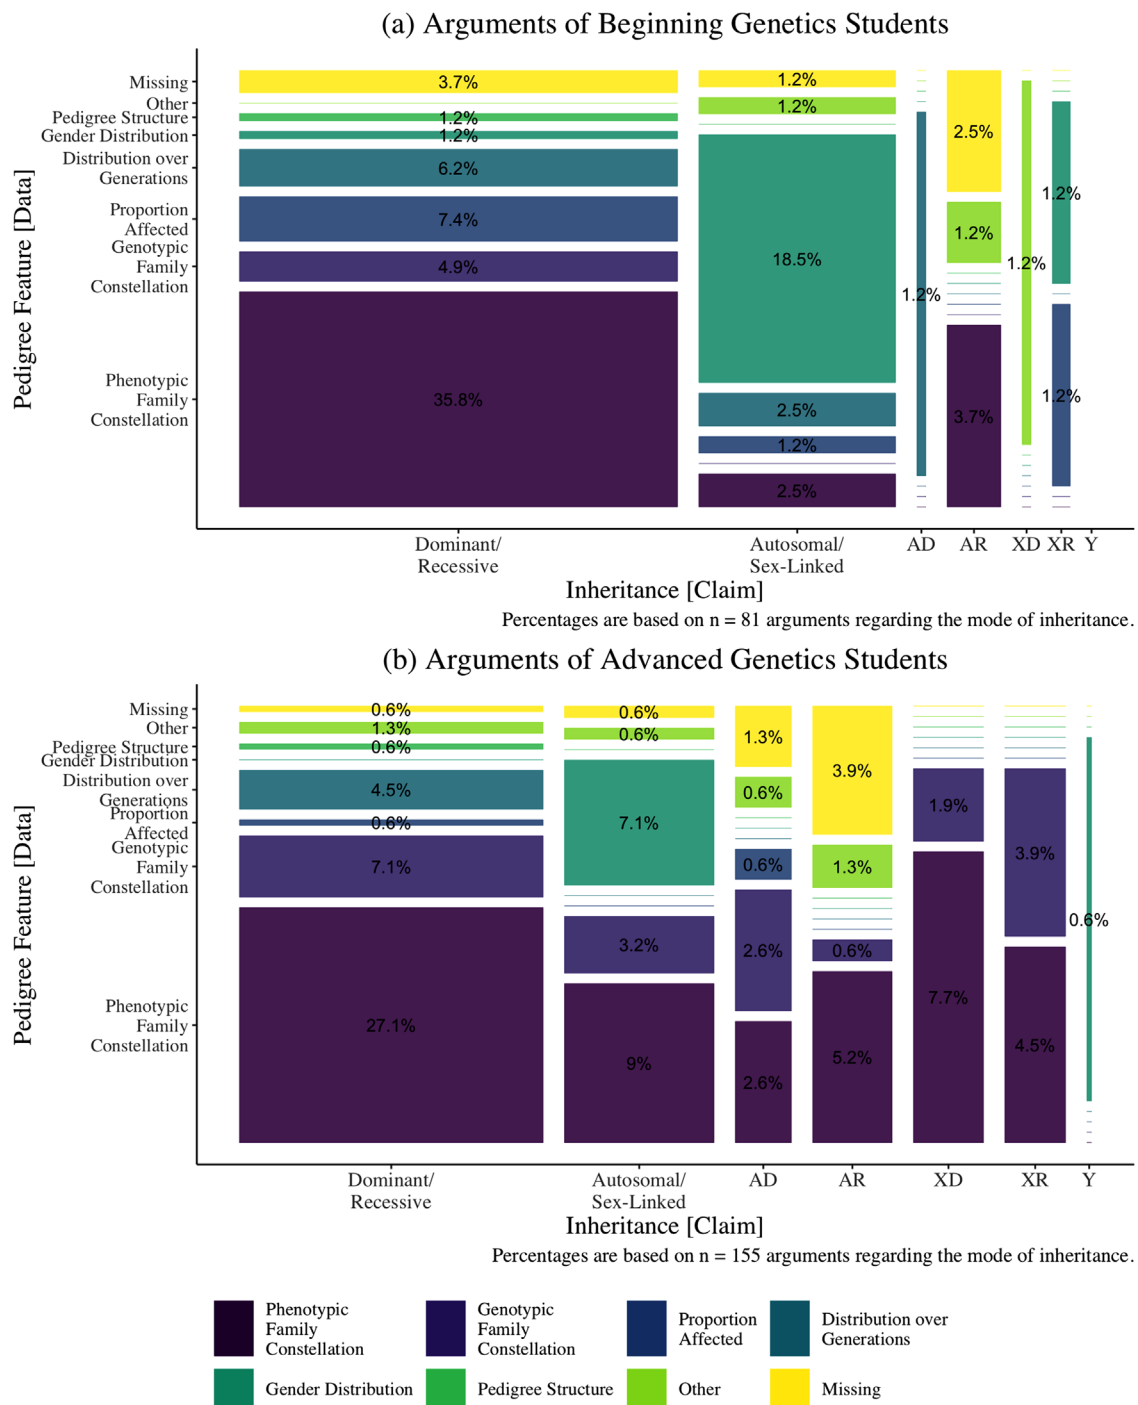 (a) Arguments of Beginning Genetics Students
Pedigree Feature [Data]
Missing
Other
Pedigree Structure
Gender Distribution
Distribution over
Generations
Proportion
Affected
Genotypic
Family
Constellation
Phenotypic
Family
Constellation
3.7%
1.2%
1.2%
6.2%
7.4%
4.9%
35.8%
1.2%
1.2%
18.5%
2.5%
1.2%
2.5%
1.2%
2.5%
1.2%
3.7%
1.2%
1.2%
1.2%
Dominant/
Recessive
Autosomal/
Sex-Linked
AD
AR
XD
XR
Y
Inheritance [Claim]
Percentages are based on n = 81 arguments regarding the mode of inheritance.
(b) Arguments of Advanced Genetics Students
Pedigree Feature [Data]
Missing
Other
Pedigree Structure
Gender Distribution
Distribution over
Generations
Proportion
Affected
Genotypic
Family
Constellation
Phenotypic
Family
Constellation
0.6%
1.3%
0.6%
4.5%
0.6%
7.1%
27.1%
0.6%
0.6%
7.1%
3.2%
9%
1.3%
0.6%
0.6%
2.6%
2.6%
3.9%
1.3%
0.6%
5.2%
1.9%
7.7%
3.9%
4.5%
0.6%
Dominant/
Recessive
Autosomal/
Sex-Linked
AD
AR
XD
XR
Y
Inheritance [Claim]
Percentages are based on n = 155 arguments regarding the mode of inheritance.
Phenotypic
Family
Constellation
Genotypic
Family
Constellation
Proportion
Affected
Distribution over
Generations
Gender Distribution
Pedigree Structure
Other
Missing